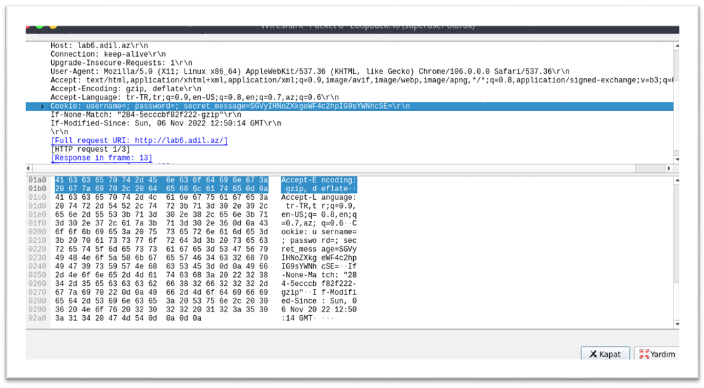 Wireshark · Packet 8 · Loopback: lo (superuser olarak)
Host: lab6.adil.az\r\n
Connection: keep-alive\r\n
Upgrade-Insecure-Requests: 1\r\n
User-Agent: Mozilla/5.0 (X11; Linux x86_64) AppleWebKit/537.36 (KHTML, like Gecko) Chrome/106.0.0.0 Safari/537.36\r\n
Accept: text/html,application/xhtml+xml,application/xml;q=0.9,image/avif,image/webp,image/apng,*/*;q=0.8,application/signed-exchange;v=b3;q=0
Accept-Encoding: gzip, deflate\r\n
Accept-Language: tr-TR,tr;q=0.9,en-US;q=0.8,en;q=0.7,az;q=0.6\r\n
Cookie: username=; password=; secret_message=SGVyIHNoZXkgeWF4c2hpIG9sYWNhcSE=\r\n
If-None-Match: "284-5ecccbf82f222-gzip"\r\n
If-Modified-Since: Sun, 06 Nov 2022 12:50:14 GMT\r\n
\r\n
[Full request URI: http://lab6.adil.az/]
[HTTP request 1/3]
[Response in frame: 13]
01a0 41 63 63 65 70 74 2d 45 6e 63 6f 64 69 6e 67 3a Accept-E ncoding:
01b0 20 67 7a 69 70 2c 20 64 65 66 6c 61 74 65 0d 0a gzip, d eflate··
01c0 41 63 63 65 70 74 2d 4c 61 6e 67 75 61 67 65 3a Accept-L anguage:
01d0 20 74 72 2d 54 52 2c 74 72 3b 71 3d 30 2e 39 2c tr-TR,t r;q=0.9,
01e0 65 6e 2d 55 53 3b 71 3d 30 2e 38 2c 65 6e 3b 71 en-US;q= 0.8,en;q
01f0 3d 30 2e 37 2c 61 7a 3b 71 3d 30 2e 36 0d 0a 43 =0.7,az; q=0.6··C
0200 6f 6f 6b 69 65 3a 20 75 73 65 72 6e 61 6d 65 3d ookie: u sername=
0210 3b 20 70 61 73 73 77 6f 72 64 3d 3b 20 73 65 63 ; passwo rd=; sec
0220 72 65 74 5f 6d 65 73 73 61 67 65 3d 53 47 56 79 ret_mess age=SGVy
0230 49 48 4e 6f 5a 58 6b 67 65 57 46 34 63 32 68 70 IHNoZXkg eWF4c2hp
0240 49 47 39 73 59 57 4e 68 63 53 45 3d 0d 0a 49 66 IG9sYWNh cSE=··If
0250 2d 4e 6f 6e 65 2d 4d 61 74 63 68 3a 20 22 32 38 -None-Ma tch: "28
0260 34 2d 35 65 63 63 63 62 66 38 32 66 32 32 32 2d 4-5ecccb f82f222-
0270 67 7a 69 70 22 0d 0a 49 66 2d 4d 6f 64 69 66 69 gzip"··I f-Modifi
0280 65 64 2d 53 69 6e 63 65 3a 20 53 75 6e 2c 20 30 ed-Since : Sun, 0
0290 36 20 4e 6f 76 20 32 30 32 32 20 31 32 3a 35 30 6 Nov 20 22 12:50
02a0 3a 31 34 20 47 4d 54 0d 0a 0d 0a :14 GMT· ···
Kapat
Yardım